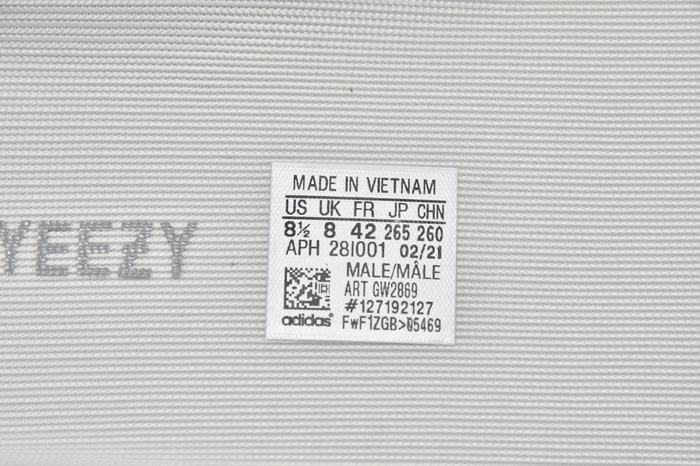 YEEZY
MADE IN VIETNAM
US UK FR JP CHN
8½ 8 42 265 260
APH 28I001 02/21
MALE/MÂLE
ART GW2869
#127192127
adidas FwF1ZGB>05469